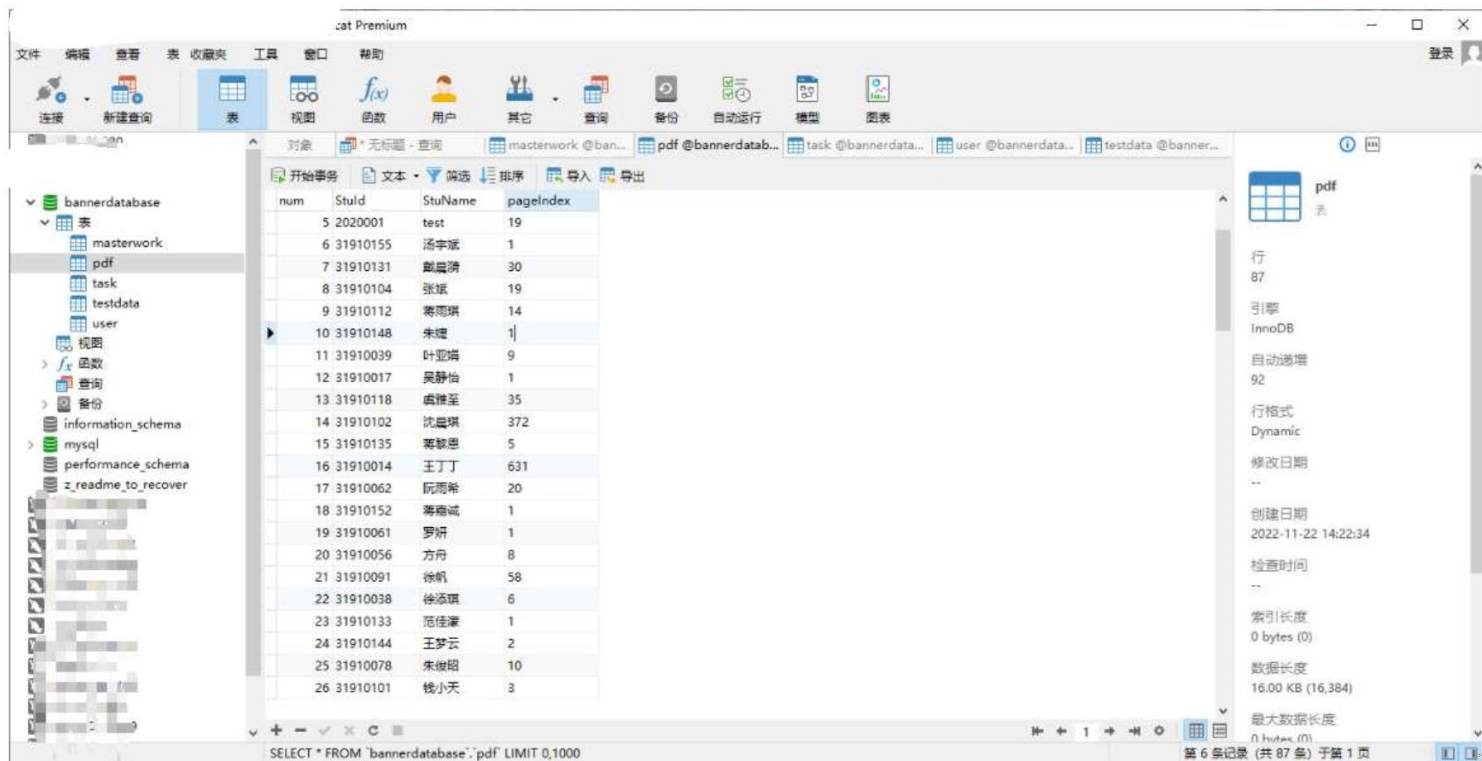 cat Premium
文件 编辑 查看 表 收藏夹 工具 窗口 帮助 登录
连接 新建查询 表 视图 函数 用户 其它 查询 备份 自动运行 模型 图表
对象 * 无标题 - 查询 masterwork @ban... pdf @bannerdatab... task @bannerdata... user @bannerdata... testdata @banner...
开始事务 文本 筛选 排序 导入 导出
bannerdatabase
表
masterwork
pdf
task
testdata
user
视图
函数
查询
备份
information_schema
mysql
performance_schema
z_readme_to_recover
num StuId StuName pageIndex
5 2020001 test 19
6 31910155 汤宇斌 1
7 31910131 30
8 31910104 张斌 19
9 31910112 蒋雨琪 14
10 31910148 朱婕 1
11 31910039 叶亚娟 9
12 31910017 吴静怡 1
13 31910118 虞雅至 35
14 31910102 沈晨琪 372
15 31910135 蒋黎恩 5
16 31910014 王丁丁 631
17 31910062 阮雨希 20
18 31910152 蒋嘉诚 1
19 31910061 罗妍 1
20 31910056 方舟 8
21 31910091 徐帆 58
22 31910038 徐添琪 6
23 31910133 范佳濛 1
24 31910144 王梦云 2
25 31910078 朱俊昭 10
26 31910101 钱小天 3
pdf
表
行
87
引擎
InnoDB
自动递增
92
行格式
Dynamic
修改日期
--
创建日期
2022-11-22 14:22:34
检查时间
--
索引长度
0 bytes (0)
数据长度
16.00 KB (16,384)
最大数据长度
0 bytes (0)
1
SELECT * FROM `bannerdatabase`.`pdf` LIMIT 0,1000
第 6 条记录 (共 87 条) 于第 1 页